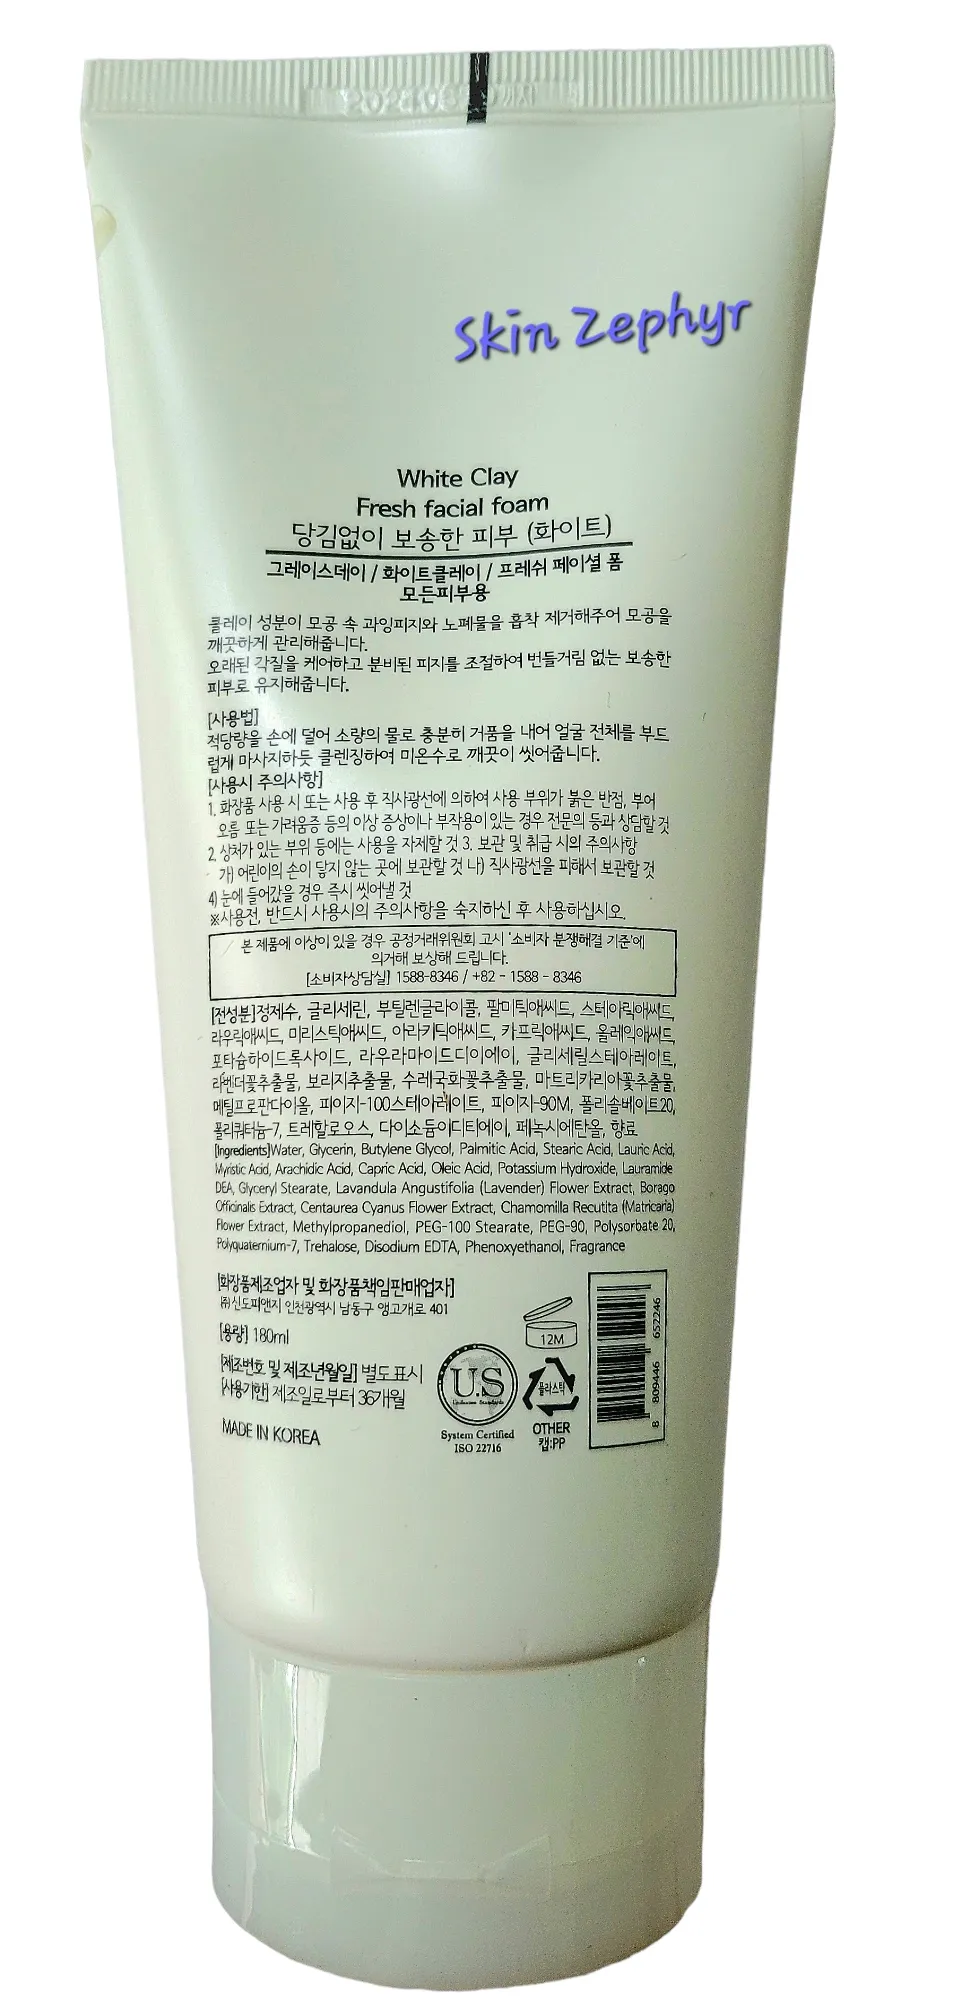 Skin Zephyr
White Clay
Fresh facial foam
당김없이 보송한 피부 (화이트)
그레이스데이 / 화이트클레이 / 프레쉬 페이셜 폼
모든피부용
클레이 성분이 모공 속 과잉피지와 노폐물을 흡착 제거해주어 모공을
깨끗하게 관리해줍니다.
오래된 각질을 케어하고 분비된 피지를 조절하여 번들거림 없는 보송한
피부로 유지해줍니다.
[사용법]
적당량을 손에 덜어 소량의 물로 충분히 거품을 내어 얼굴 전체를 부드
럽게 마사지하듯 클렌징하여 미온수로 깨끗이 씻어줍니다.
[사용시 주의사항]
1. 화장품 사용 시 또는 사용 후 직사광선에 의하여 사용 부위가 붉은 반점, 부어
오름 또는 가려움증 등의 이상 증상이나 부작용이 있는 경우 전문의 등과 상담할 것
2. 상처가 있는 부위 등에는 사용을 자제할 것 3. 보관 및 취급 시의 주의사항
가) 어린이의 손이 닿지 않는 곳에 보관할 것 나) 직사광선을 피해서 보관할 것
4) 눈에 들어갔을 경우 즉시 씻어낼 것
※사용전, 반드시 사용시의 주의사항을 숙지하신 후 사용하십시오.
본 제품에 이상이 있을 경우 공정거래위원회 고시 '소비자 분쟁해결 기준'에
의거해 보상해 드립니다.
[소비자상담실] 1588-8346 / +82 - 1588 - 8346
[전성분]정제수, 글리세린, 부틸렌글라이콜, 팔미틱애씨드, 스테아릭애씨드,
라우릭애씨드, 미리스틱애씨드, 아라키딕애씨드, 카프릭애씨드, 올레익애씨드,
포타슘하이드록사이드, 라우라마이드디이에이, 글리세릴스테아레이트,
라벤더꽃추출물, 보리지추출물, 수레국화꽃추출물, 마트리카리아꽃추출물,
메틸프로판다이올, 피이지-100스테아레이트, 피이지-90M, 폴리솔베이트20,
폴리쿼터늄-7, 트레할로오스, 다이소듐이디티에이, 페녹시에탄올, 향료
[Ingredients]Water, Glycerin, Butylene Glycol, Palmitic Acid, Stearic Acid, Lauric Acid,
Myristic Acid, Arachidic Acid, Capric Acid, Oleic Acid, Potassium Hydroxide, Lauramide
DEA, Glyceryl Stearate, Lavandula Angustifolia (Lavender) Flower Extract, Borago
Officinalis Extract, Centaurea Cyanus Flower Extract, Chamomilla Recutita (Matricaria)
Flower Extract, Methylpropanediol, PEG-100 Stearate, PEG-90, Polysorbate 20,
Polyquaternium-7, Trehalose, Disodium EDTA, Phenoxyethanol, Fragrance
[화장품제조업자 및 화장품책임판매업자]
㈜신도피앤지 인천광역시 남동구 앵고개로 401
[용량] 180ml
[제조번호 및 제조년월일] 별도 표시
[사용기한] 제조일로부터 36개월
MADE IN KOREA
U.S
System Certified
ISO 22716
12M
플라스틱
OTHER
캡:PP
8 809446 652246